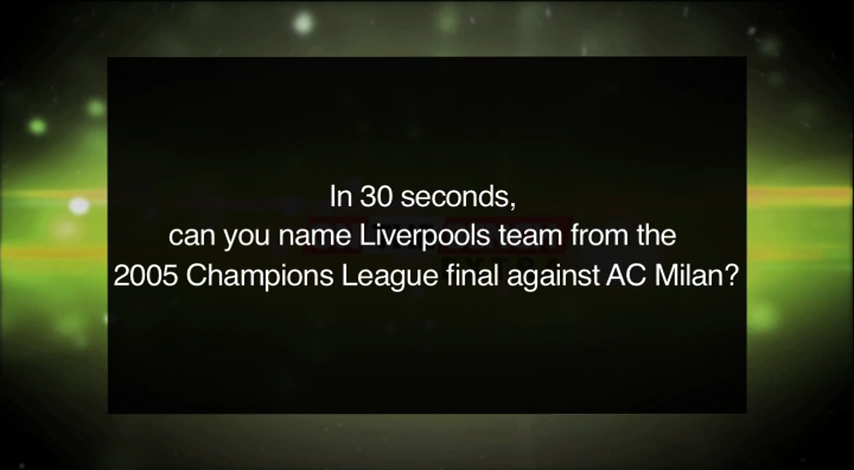 In 30 seconds,
can you name Liverpools team from the
2005 Champions League final against AC Milan?